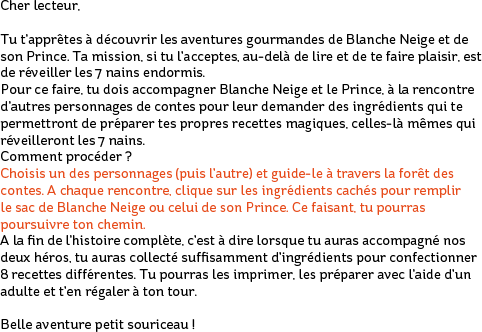 Cher lecteur,
Tu t'apprêtes à découvrir les aventures gourmandes de Blanche Neige et de
son Prince. Ta mission, si tu l'acceptes, au-delà de lire et de te faire plaisir, est
de réveiller les 7 nains endormis.
Pour ce faire, tu dois accompagner Blanche Neige et le Prince, à la rencontre
d'autres personnages de contes pour leur demander des ingrédients qui te
permettront de préparer tes propres recettes magiques, celles-là mêmes qui
réveilleront les 7 nains.
Comment procéder ?
Choisis un des personnages (puis l'autre) et guide-le à travers la forêt des
contes. A chaque rencontre, clique sur les ingrédients cachés pour remplir
le sac de Blanche Neige ou celui de son Prince. Ce faisant, tu pourras
poursuivre ton chemin.
A la fin de l'histoire complète, c'est à dire lorsque tu auras accompagné nos
deux héros, tu auras collecté suffisamment d'ingrédients pour confectionner
8 recettes différentes. Tu pourras les imprimer, les préparer avec l'aide d'un
adulte et t'en régaler à ton tour.
Belle aventure petit souriceau !